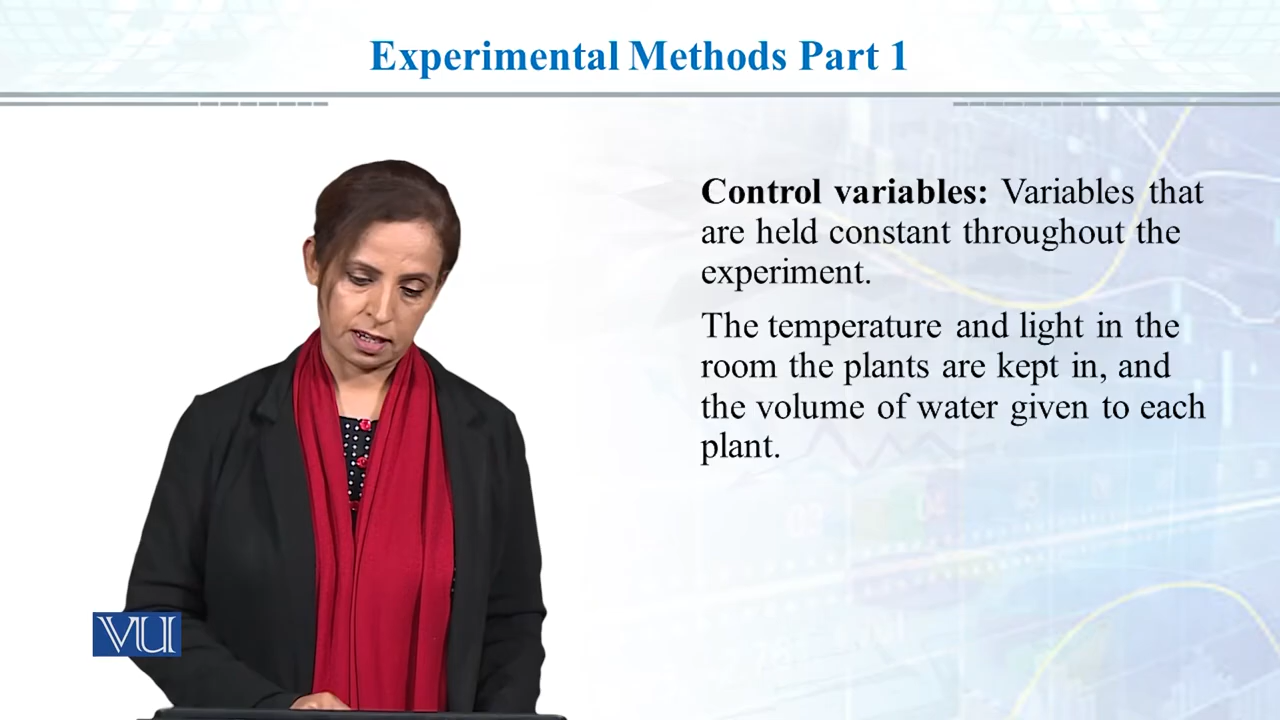 Experimental Methods Part 1
Control variables: Variables that
are held constant throughout the
experiment.
The temperature and light in the
room the plants are kept in, and
the volume of water given to each
plant.
VU